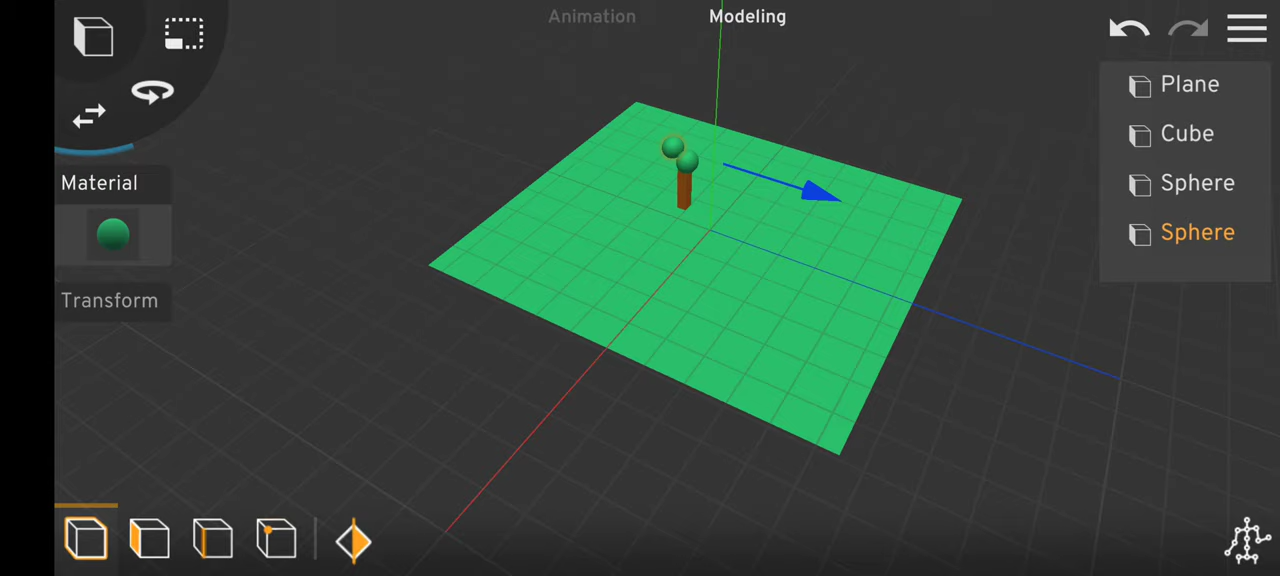 Animation
Modeling
Material
Transform
Plane
Cube
Sphere
Sphere